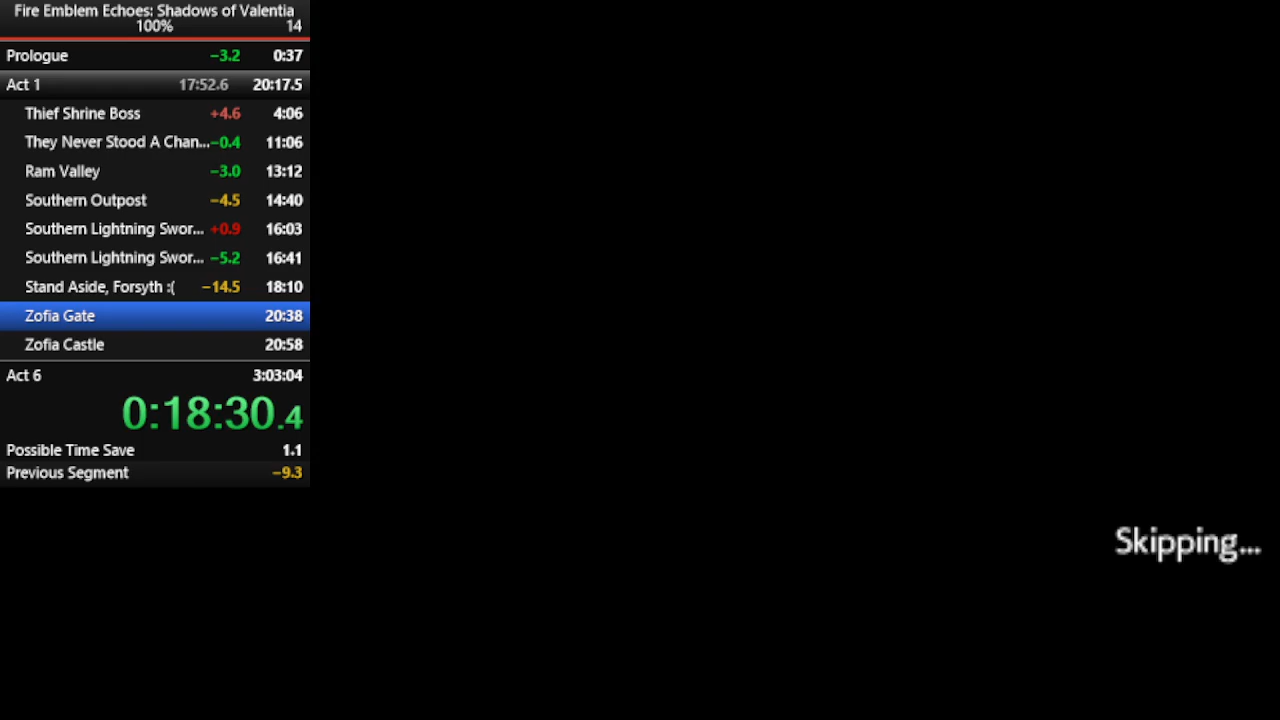 Fire Emblem Echoes: Shadows of Valentia
100% 14
Prologue −3.2 0:37
Act 1 17:52.6 20:17.5
Thief Shrine Boss +4.6 4:06
They Never Stood A Chan... −0.4 11:06
Ram Valley −3.0 13:12
Southern Outpost −4.5 14:40
Southern Lightning Swor... +0.9 16:03
Southern Lightning Swor... −5.2 16:41
Stand Aside, Forsyth :( −14.5 18:10
Zofia Gate 20:38
Zofia Castle 20:58
Act 6 3:03:04
0:18:30.4
Possible Time Save 1.1
Previous Segment −9.3
Skipping...